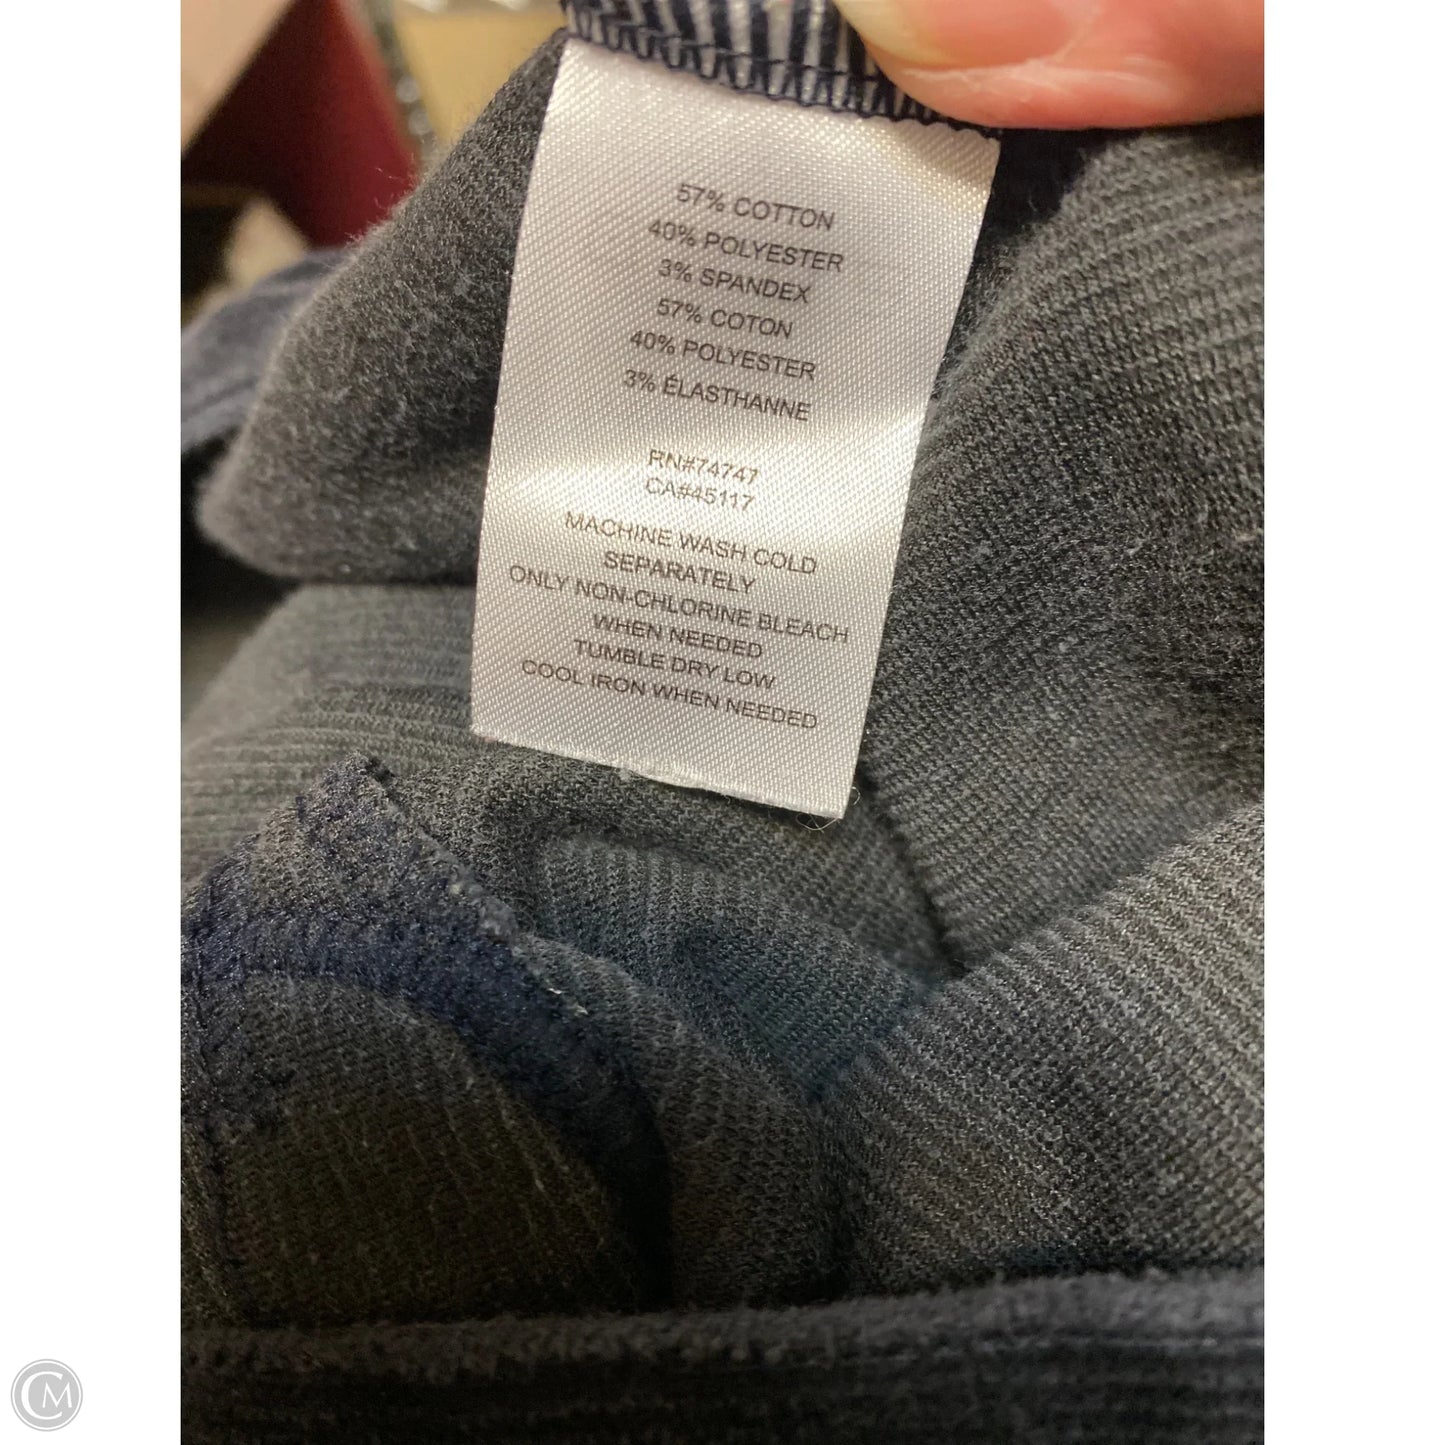 57% COTTON
40% POLYESTER
3% SPANDEX
57% COTON
40% POLYESTER
3% ÉLASTHANNE
RN#74747
CA#45117
MACHINE WASH COLD
SEPARATELY
ONLY NON-CHLORINE BLEACH
WHEN NEEDED
TUMBLE DRY LOW
COOL IRON WHEN NEEDED
CM